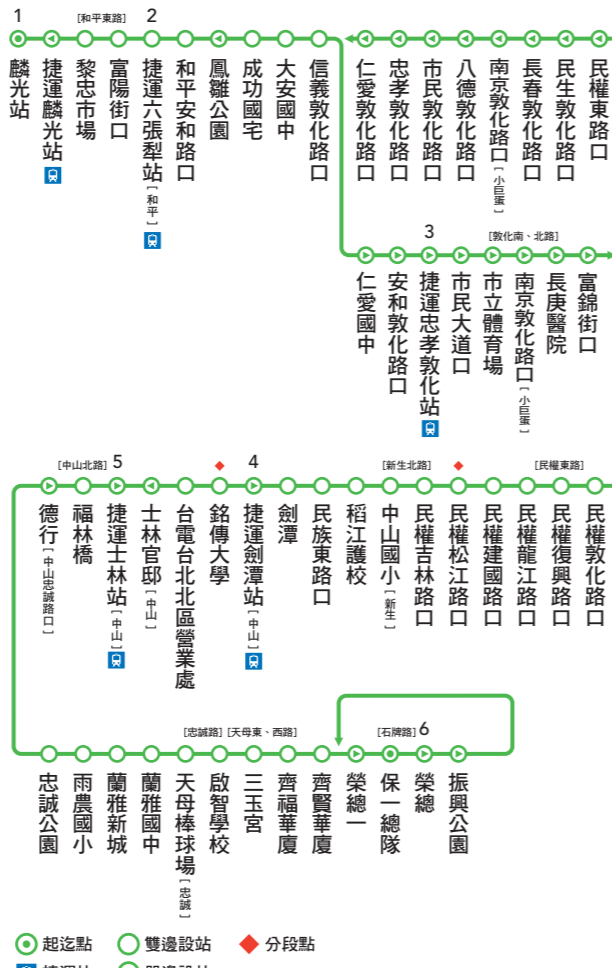 1 [和平東路] 2
麟光站
捷運麟光站
黎忠市場
富陽街口
捷運六張犁站[和平]
和平安和路口
鳳雛公園
成功國宅
大安國中
信義敦化路口
仁愛敦化路口
忠孝敦化路口
市民敦化路口
八德敦化路口
南京敦化路口[小巨蛋]
長春敦化路口
民生敦化路口
民權東路口
3 [敦化南、北路]
仁愛國中
安和敦化路口
捷運忠孝敦化站
市民大道口
市立體育場
南京敦化路口[小巨蛋]
長庚醫院
富錦街口
[中山北路] 5 4 [新生北路] [民權東路]
德行[中山忠誠路口]
福林橋
捷運士林站[中山]
士林官邸[中山]
台電台北北區營業處
銘傳大學
捷運劍潭站[中山]
劍潭
民族東路口
稻江護校
中山國小[新生]
民權吉林路口
民權松江路口
民權建國路口
民權龍江路口
民權復興路口
民權敦化路口
[忠誠路] [天母東、西路] [石牌路] 6
忠誠公園
雨農國小
蘭雅新城
蘭雅國中
天母棒球場[忠誠]
啟智學校
三玉宮
齊福華廈
齊賢華廈
榮總一
保一總隊
榮總
振興公園
起迄點 雙邊設站 分段點